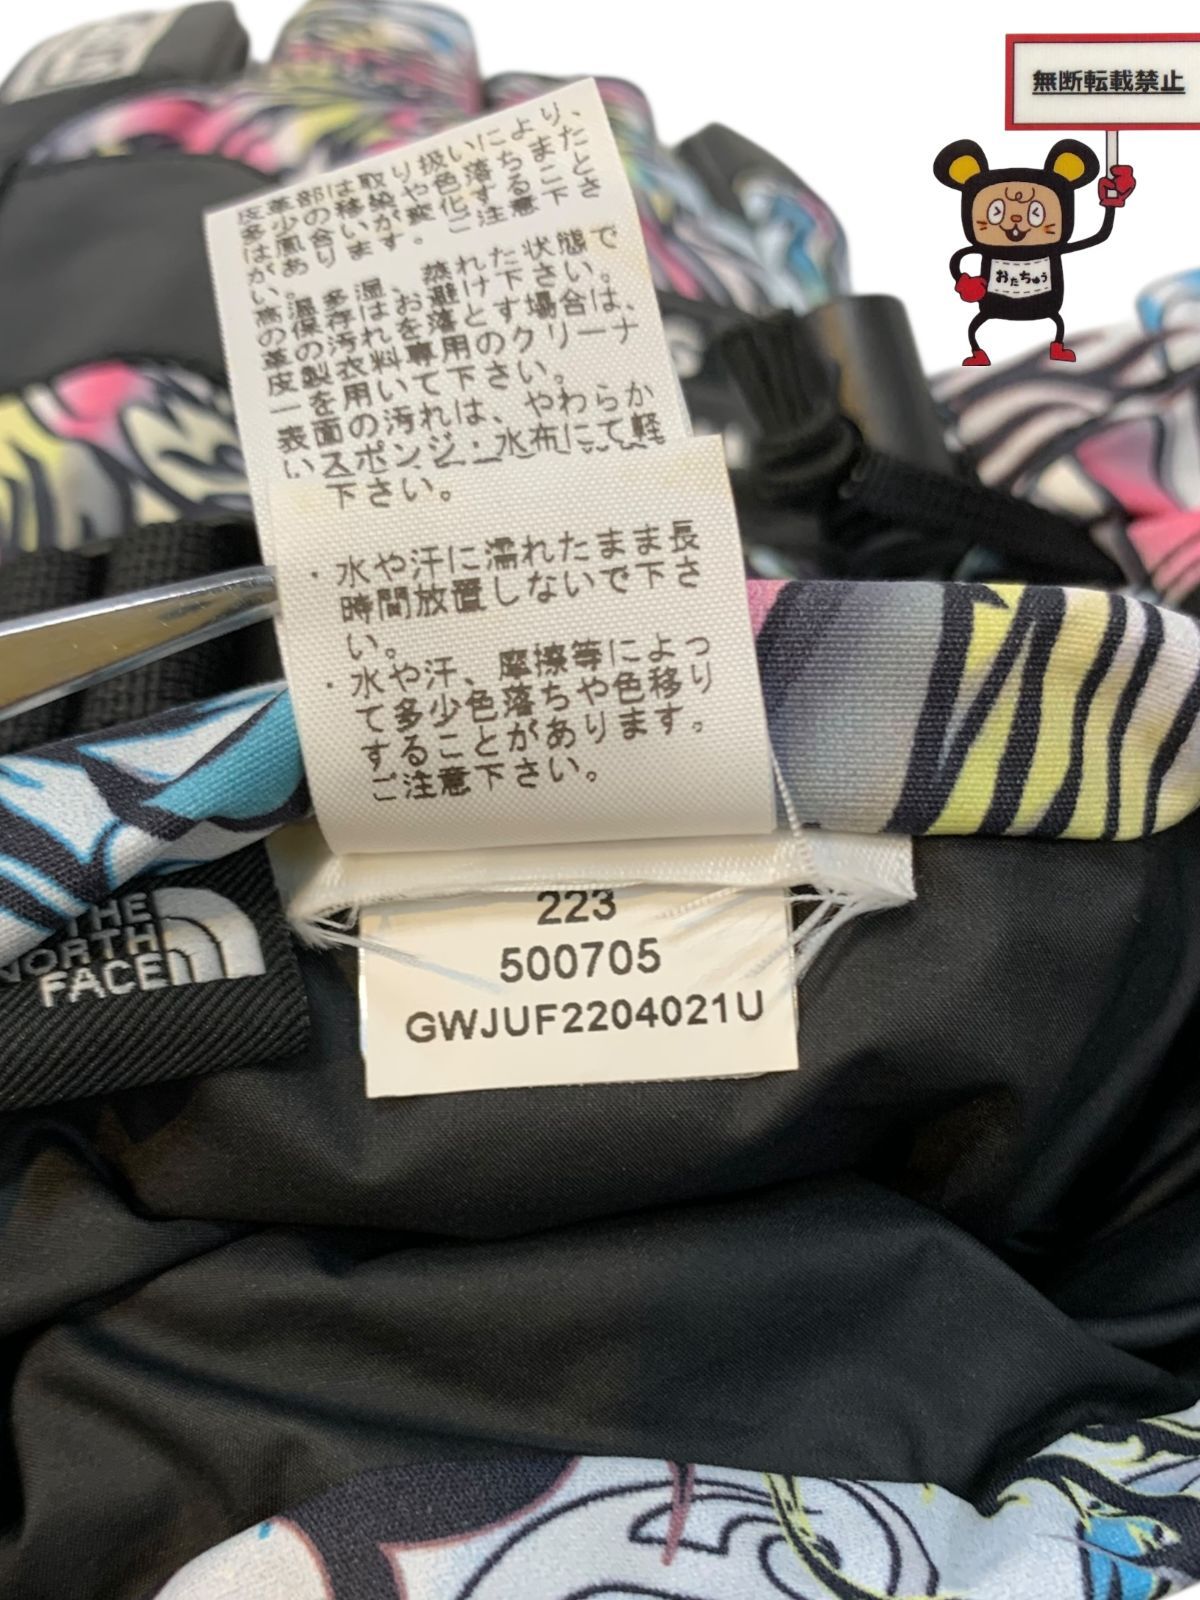 無断転載禁止
おたちゅう
皮革部は取り扱いにより、
多少の移染や色落ちまたと
は風合いが変化することき
があります。ご注意下
い。
高温多湿、蒸れた状態で
の保存はお避け下さい。
革の汚れを落とす場合は、
皮製衣料専用のクリーナ
ーを用いて下さい。
表面の汚れは、やわらか
いスポンジ・水布にて軽
下さい。
・水や汗に濡れたまま長
時間放置しないで下さ
い。
・水や汗、摩擦等によっ
て多少色落ちや色移り
することがあります。
ご注意下さい。
223
500705
GWJUF2204021U
THE
NORTH
FACE